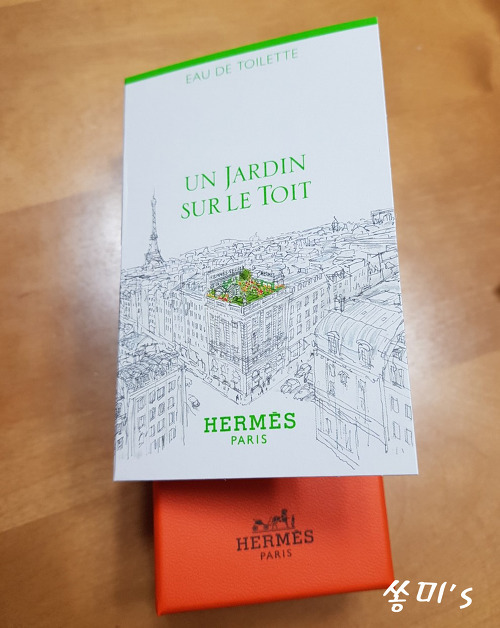 EAU DE TOILETTE
UN JARDIN
SUR LE TOIT
HERMÈS
PARIS
HERMÈS
PARIS
쏭미's